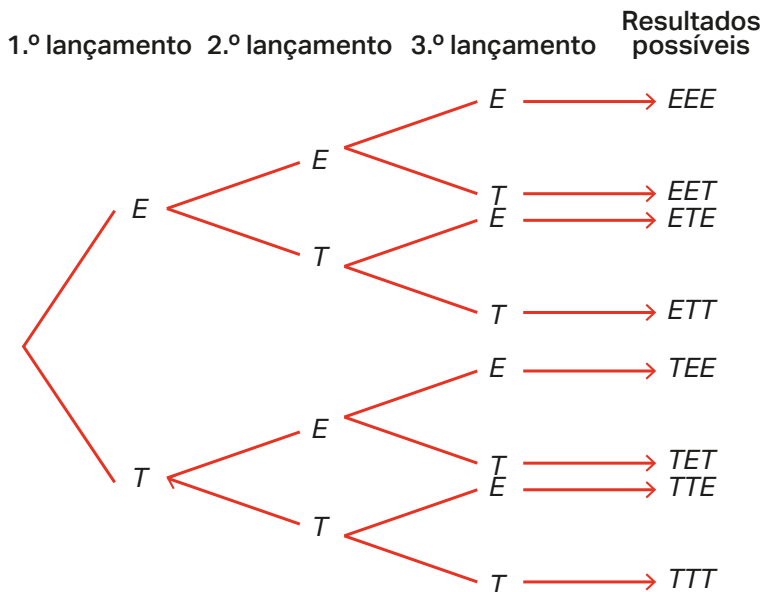 1.º lançamento 2.º lançamento 3.º lançamento Resultados possíveis
E EEE
E
T EET
E
E ETE
T
T ETT
E TEE
E
T TET
T
E TTE
T
T TTT